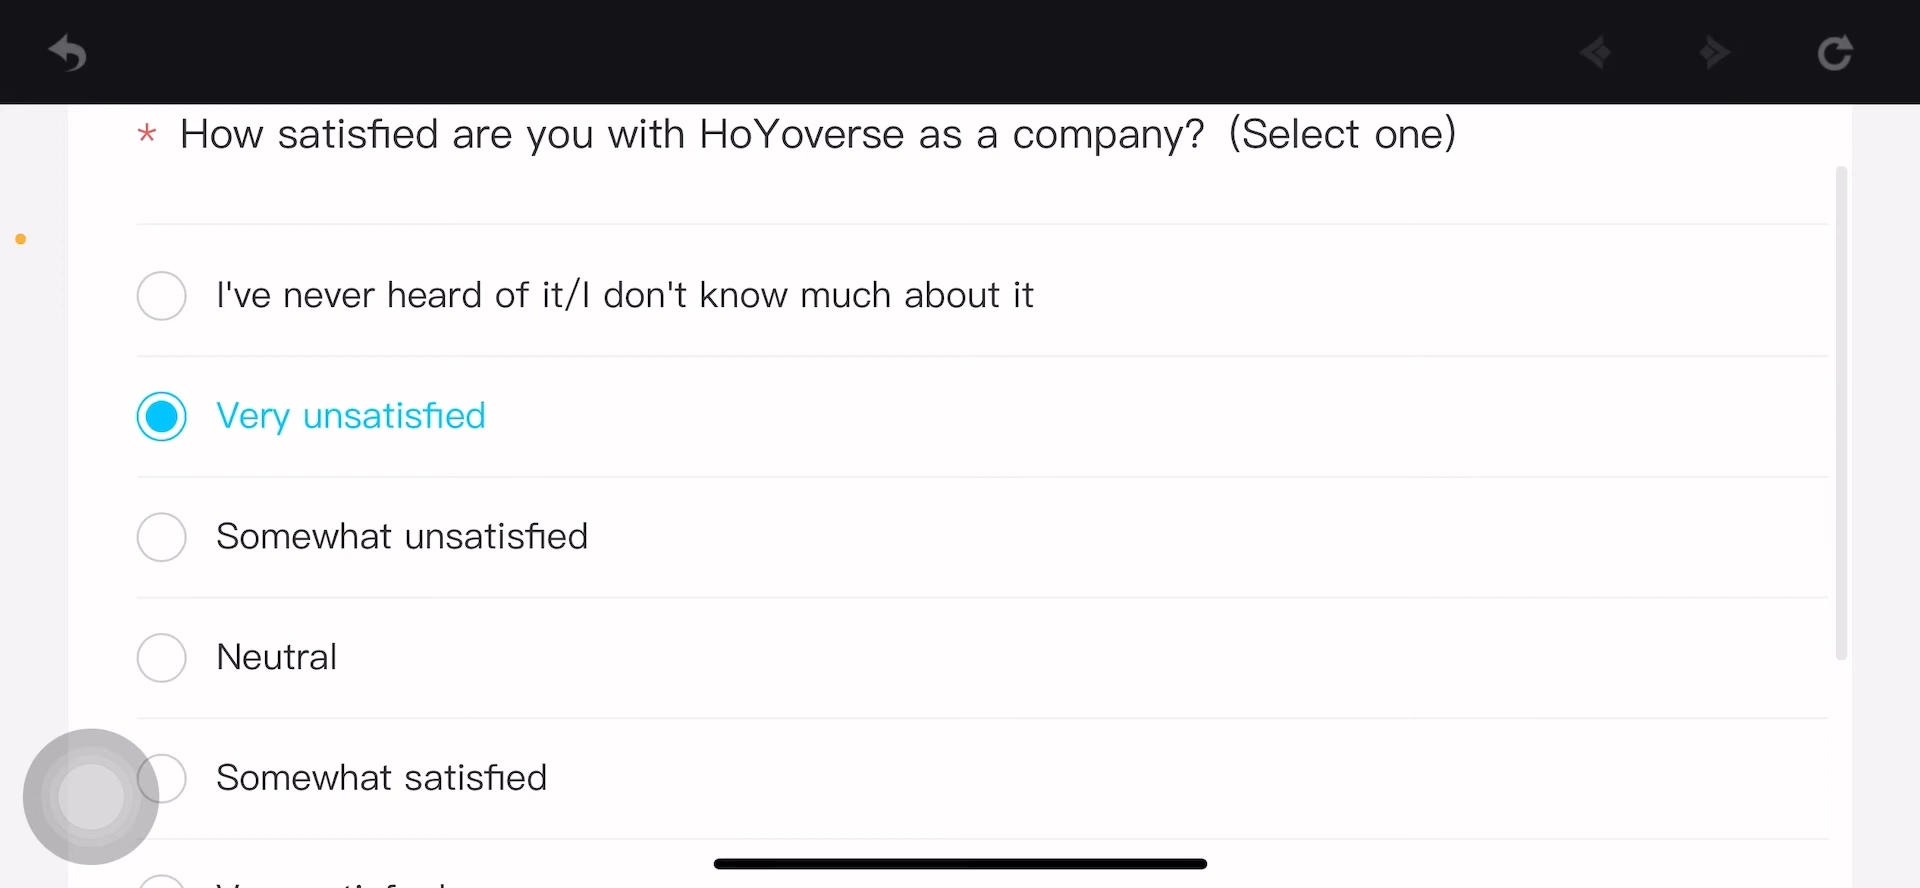 * How satisfied are you with HoYoverse as a company? (Select one)
I've never heard of it/I don't know much about it
Very unsatisfied
Somewhat unsatisfied
Neutral
Somewhat satisfied